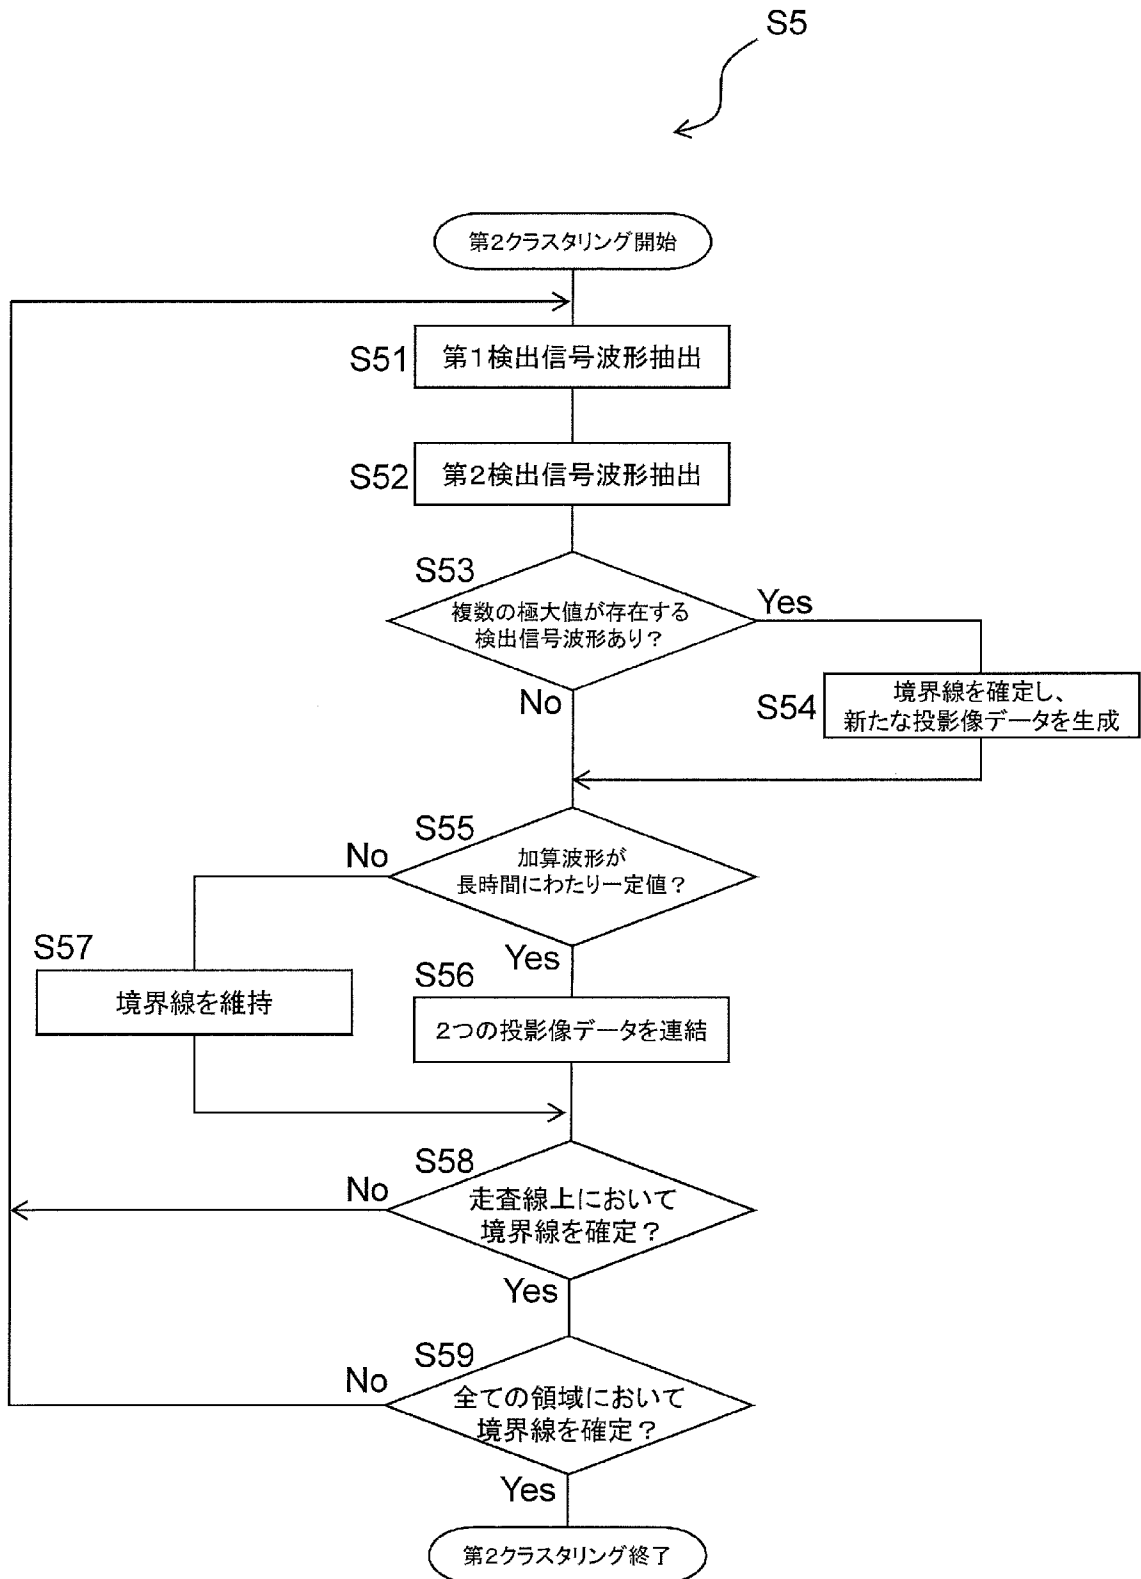 S5
第2クラスタリング開始
S51
第1検出信号波形抽出
S52
第2検出信号波形抽出
S53
複数の極大値が存在する
検出信号波形あり?
Yes
No
S54
境界線を確定し、
新たな投影像データを生成
S55
加算波形が
長時間にわたり一定値?
No
Yes
S57
境界線を維持
S56
2つの投影像データを連結
S58
走査線上において
境界線を確定?
No
Yes
S59
全ての領域において
境界線を確定?
No
Yes
第2クラスタリング終了